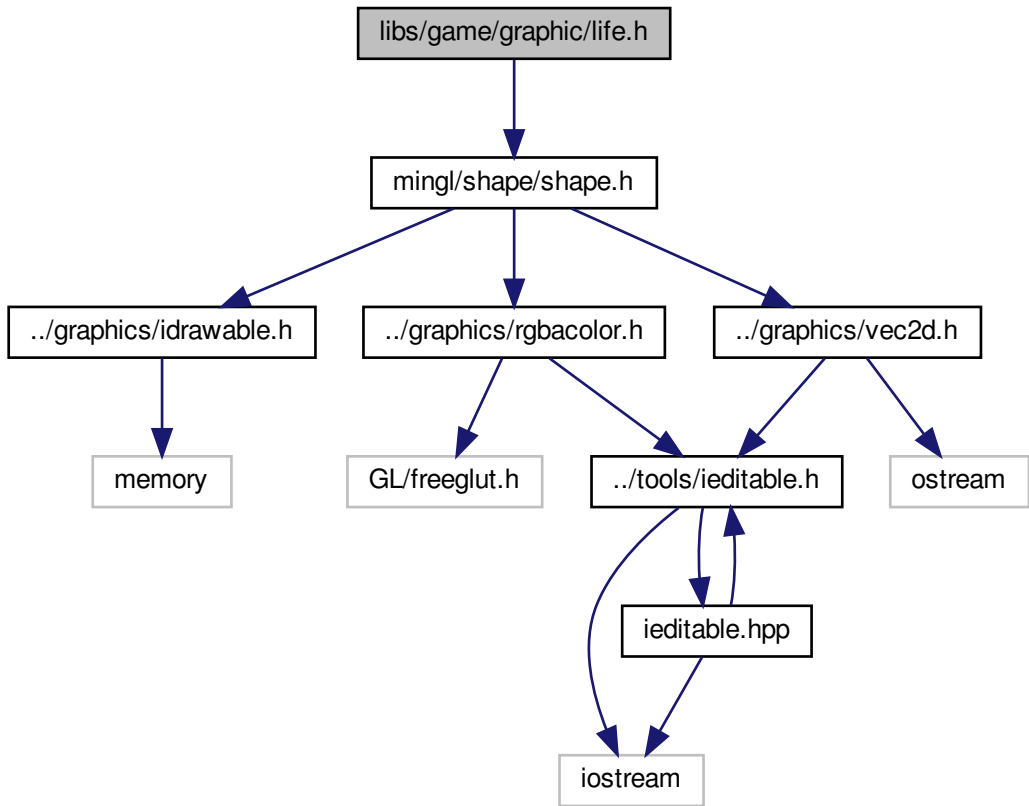 libs/game/graphic/life.h
mingl/shape/shape.h
../graphics/idrawable.h
../graphics/rgbacolor.h
../graphics/vec2d.h
memory
GL/freeglut.h
../tools/ieditable.h
ostream
ieditable.hpp
iostream